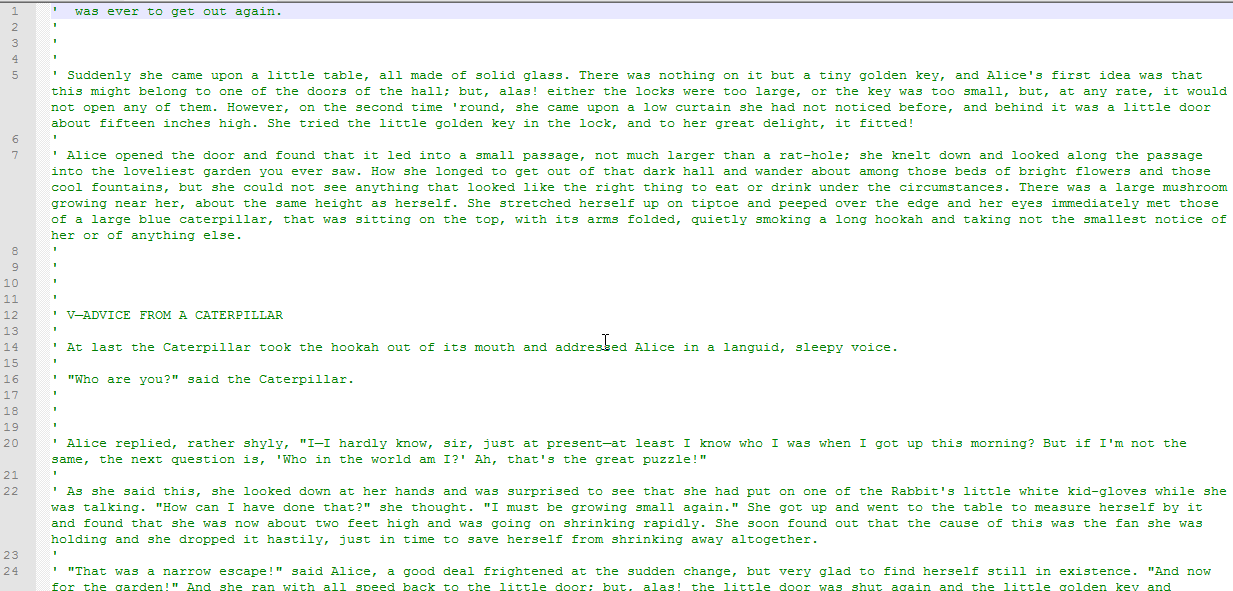 1 '  was ever to get out again.
2 '
3 '
4 '
5 ' Suddenly she came upon a little table, all made of solid glass. There was nothing on it but a tiny golden key, and Alice's first idea was that
this might belong to one of the doors of the hall; but, alas! either the locks were too large, or the key was too small, but, at any rate, it would
not open any of them. However, on the second time 'round, she came upon a low curtain she had not noticed before, and behind it was a little door
about fifteen inches high. She tried the little golden key in the lock, and to her great delight, it fitted!
6 '
7 ' Alice opened the door and found that it led into a small passage, not much larger than a rat-hole; she knelt down and looked along the passage
into the loveliest garden you ever saw. How she longed to get out of that dark hall and wander about among those beds of bright flowers and those
cool fountains, but she could not see anything that looked like the right thing to eat or drink under the circumstances. There was a large mushroom
growing near her, about the same height as herself. She stretched herself up on tiptoe and peeped over the edge and her eyes immediately met those
of a large blue caterpillar, that was sitting on the top, with its arms folded, quietly smoking a long hookah and taking not the smallest notice of
her or of anything else.
8 '
9 '
10 '
11 '
12 ' V—ADVICE FROM A CATERPILLAR
13 '
14 ' At last the Caterpillar took the hookah out of its mouth and addressed Alice in a languid, sleepy voice.
15 '
16 ' "Who are you?" said the Caterpillar.
17 '
18 '
19 '
20 ' Alice replied, rather shyly, "I—I hardly know, sir, just at present—at least I know who I was when I got up this morning? But if I'm not the
same, the next question is, 'Who in the world am I?' Ah, that's the great puzzle!"
21 '
22 ' As she said this, she looked down at her hands and was surprised to see that she had put on one of the Rabbit's little white kid-gloves while she
was talking. "How can I have done that?" she thought. "I must be growing small again." She got up and went to the table to measure herself by it
and found that she was now about two feet high and was going on shrinking rapidly. She soon found out that the cause of this was the fan she was
holding and she dropped it hastily, just in time to save herself from shrinking away altogether.
23 '
24 ' "That was a narrow escape!" said Alice, a good deal frightened at the sudden change, but very glad to find herself still in existence. "And now
for the garden!" And she ran with all speed back to the little door; but, alas! the little door was shut again and the little golden key and